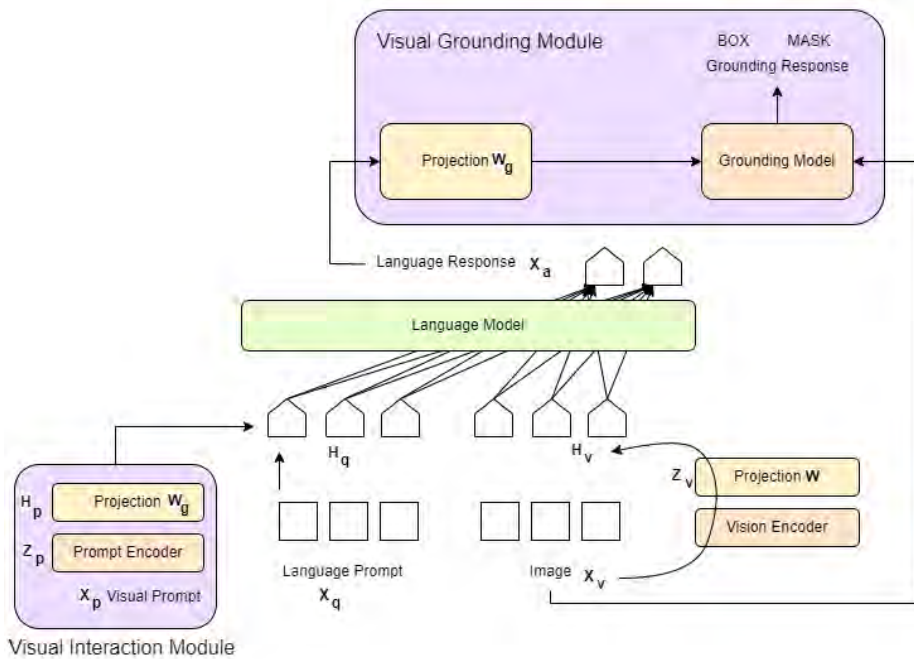 Visual Grounding Module
BOX MASK
Grounding Response
Projection Wg
Grounding Model
Language Response Xa
Language Model
Hq
Hv
Hp
Projection Wg
Zp
Prompt Encoder
Xp Visual Prompt
Visual Interaction Module
Language Prompt
Xq
Image Xv
Zv
Projection W
Vision Encoder